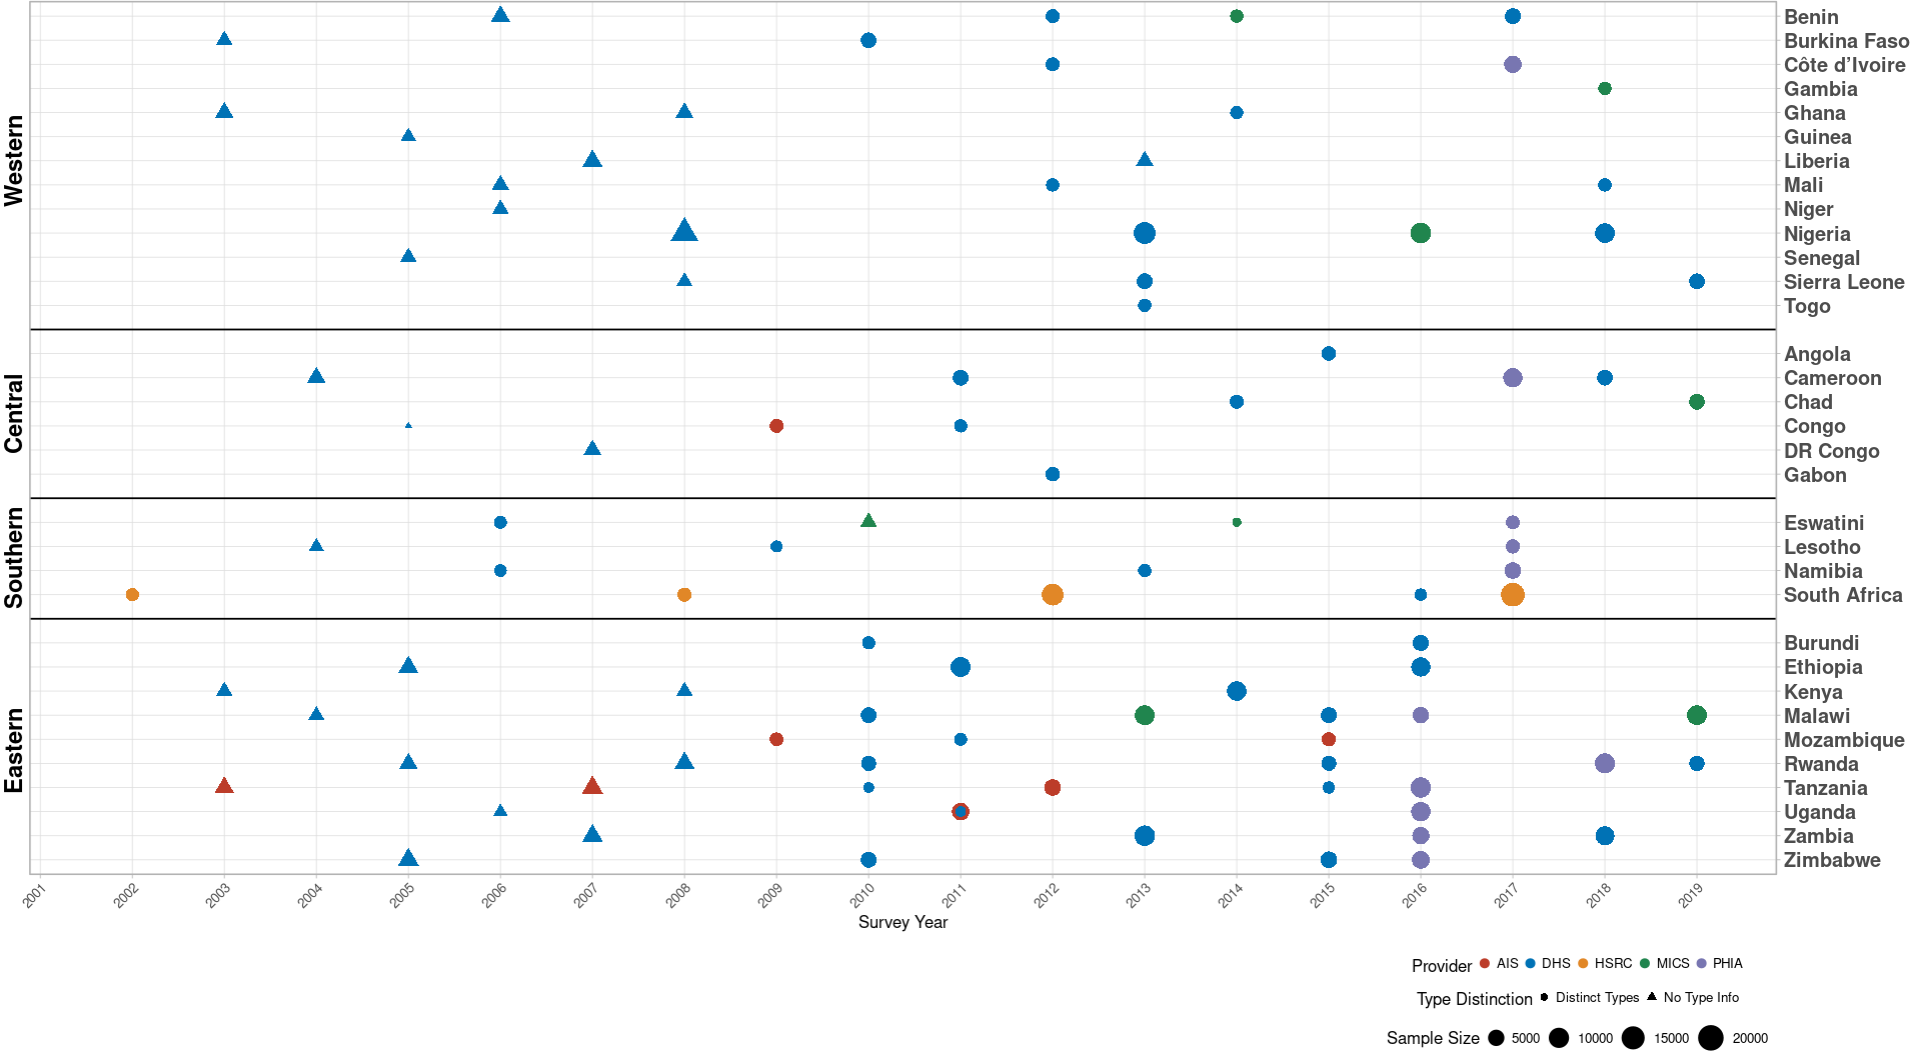 Western
Benin
Burkina Faso
Côte d’Ivoire
Gambia
Ghana
Guinea
Liberia
Mali
Niger
Nigeria
Senegal
Sierra Leone
Togo
Central
Angola
Cameroon
Chad
Congo
DR Congo
Gabon
Southern
Eswatini
Lesotho
Namibia
South Africa
Eastern
Burundi
Ethiopia
Kenya
Malawi
Mozambique
Rwanda
Tanzania
Uganda
Zambia
Zimbabwe
2001 2002 2003 2004 2005 2006 2007 2008 2009 2010 2011 2012 2013 2014 2015 2016 2017 2018 2019
Survey Year
Provider AIS DHS HSRC MICS PHIA
Type Distinction Distinct Types No Type Info
Sample Size 5000 10000 15000 20000